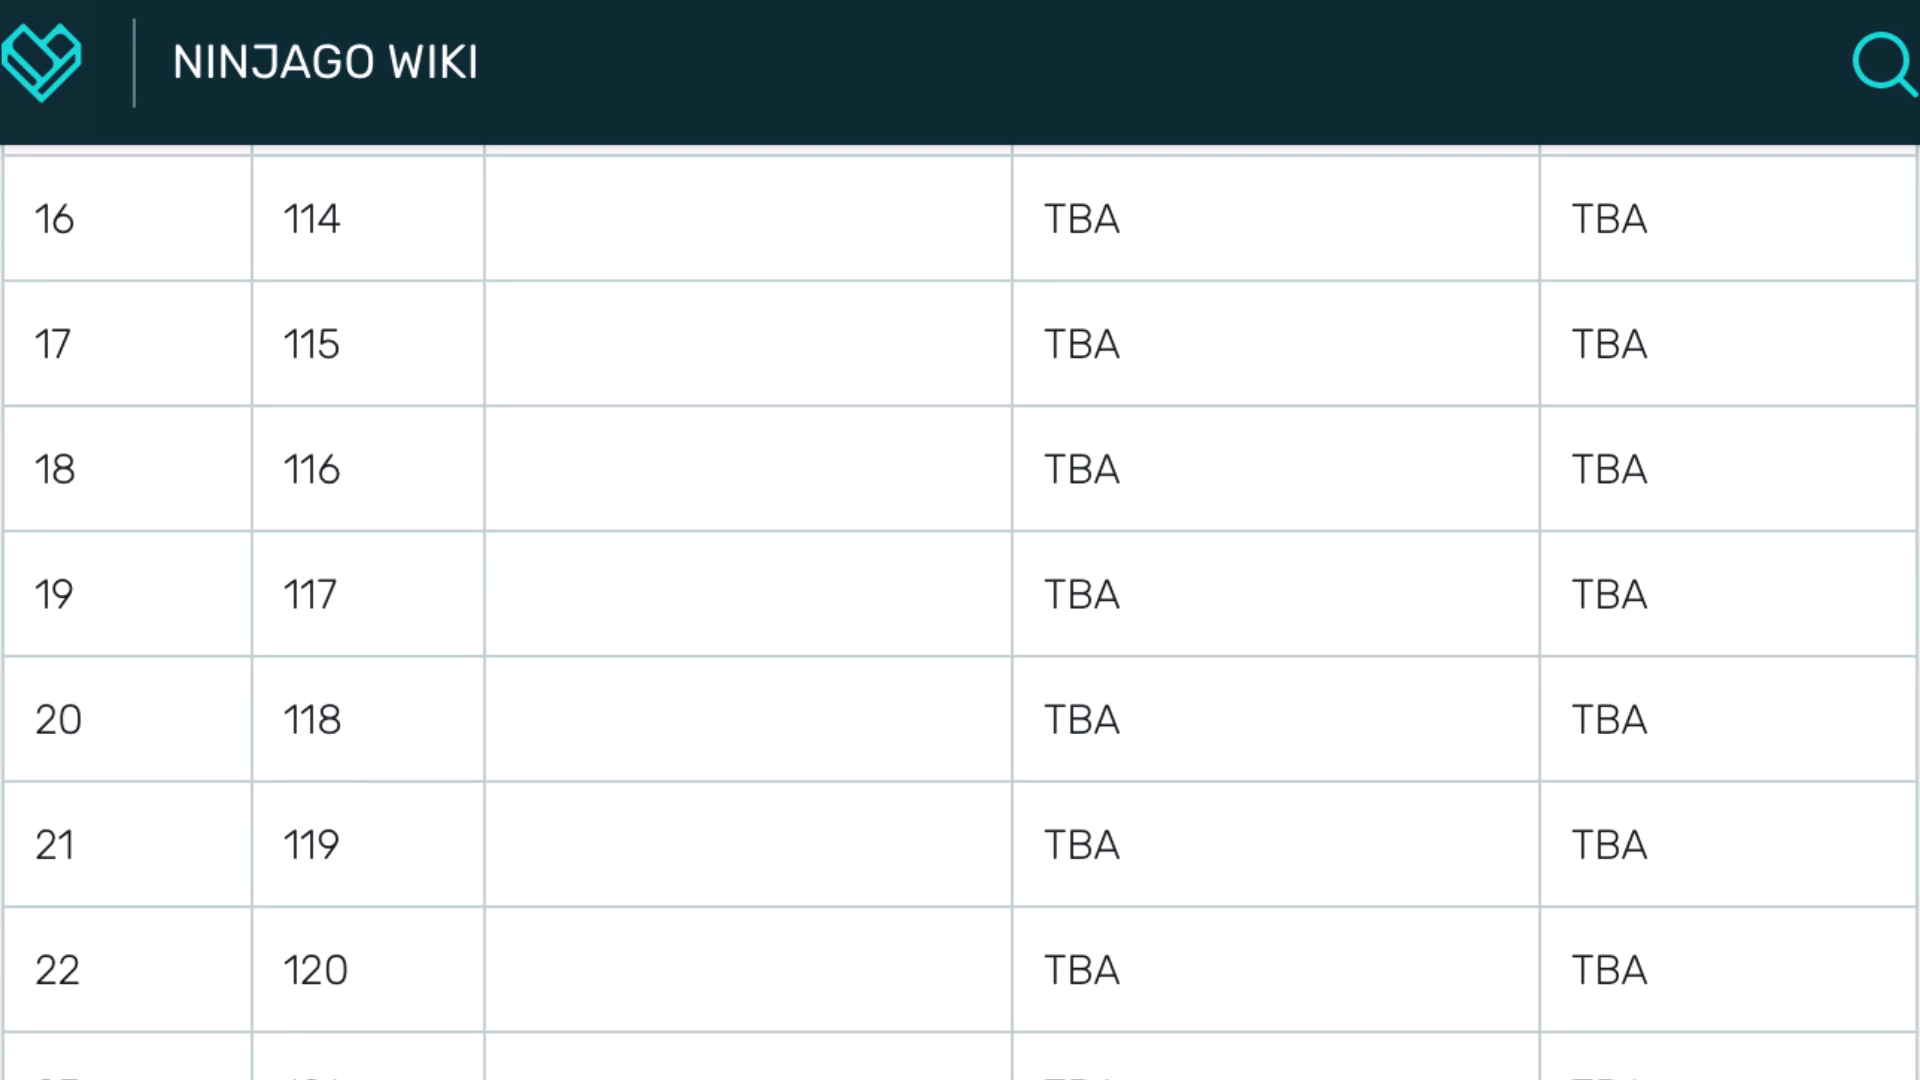 NINJAGO WIKI
16 114 TBA TBA
17 115 TBA TBA
18 116 TBA TBA
19 117 TBA TBA
20 118 TBA TBA
21 119 TBA TBA
22 120 TBA TBA